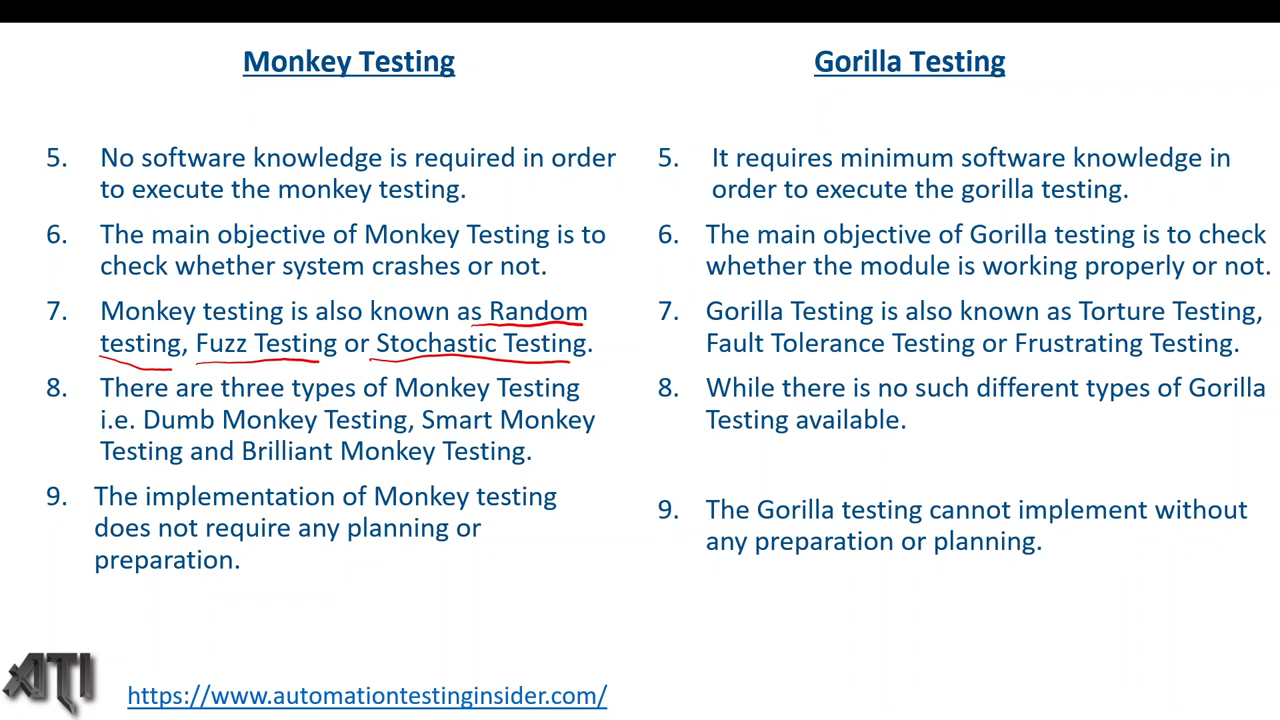 Monkey Testing
5. No software knowledge is required in order
to execute the monkey testing.
6. The main objective of Monkey Testing is to
check whether system crashes or not.
7. Monkey testing is also known as Random
testing, Fuzz Testing or Stochastic Testing.
8. There are three types of Monkey Testing
i.e. Dumb Monkey Testing, Smart Monkey
Testing and Brilliant Monkey Testing.
9. The implementation of Monkey testing
does not require any planning or
preparation.
Gorilla Testing
5. It requires minimum software knowledge in
order to execute the gorilla testing.
6. The main objective of Gorilla testing is to check
whether the module is working properly or not.
7. Gorilla Testing is also known as Torture Testing,
Fault Tolerance Testing or Frustrating Testing.
8. While there is no such different types of Gorilla
Testing available.
9. The Gorilla testing cannot implement without
any preparation or planning.
ATI
https://www.automationtestinginsider.com/